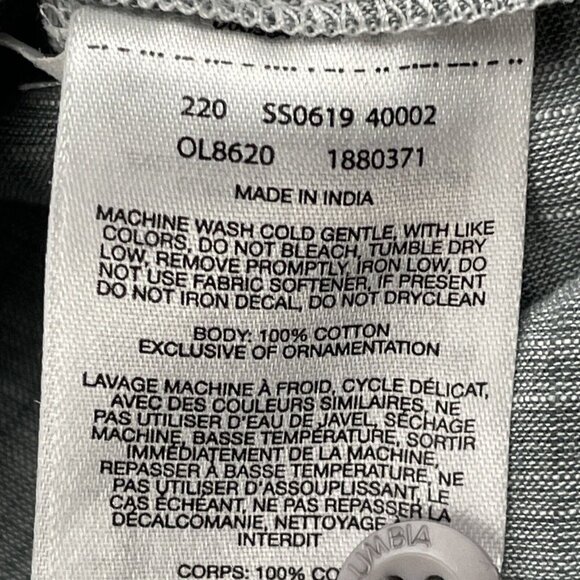 220 SS0619 40002
OL8620 1880371
MADE IN INDIA
MACHINE WASH COLD GENTLE, WITH LIKE
COLORS, DO NOT BLEACH, TUMBLE DRY
LOW, REMOVE PROMPTLY, IRON LOW, DO
NOT USE FABRIC SOFTENER, IF PRESENT
DO NOT IRON DECAL, DO NOT DRYCLEAN
BODY: 100% COTTON
EXCLUSIVE OF ORNAMENTATION
LAVAGE MACHINE À FROID, CYCLE DÉLICAT,
AVEC DES COULEURS SIMILAIRES, NE
PAS UTILISER D'EAU DE JAVEL, SÉCHAGE
MACHINE, BASSE TEMPÉRATURE, SORTIR
IMMÉDIATEMENT DE LA MACHINE,
REPASSER À BASSE TEMPÉRATURE, NE
PAS UTILISER D'ASSOUPLISSANT, LE
CAS ÉCHÉANT, NE PAS REPASSER LA
DÉCALCOMANIE, NETTOYAGE À
INTERDIT
UMBIA
CORPS: 100% CO